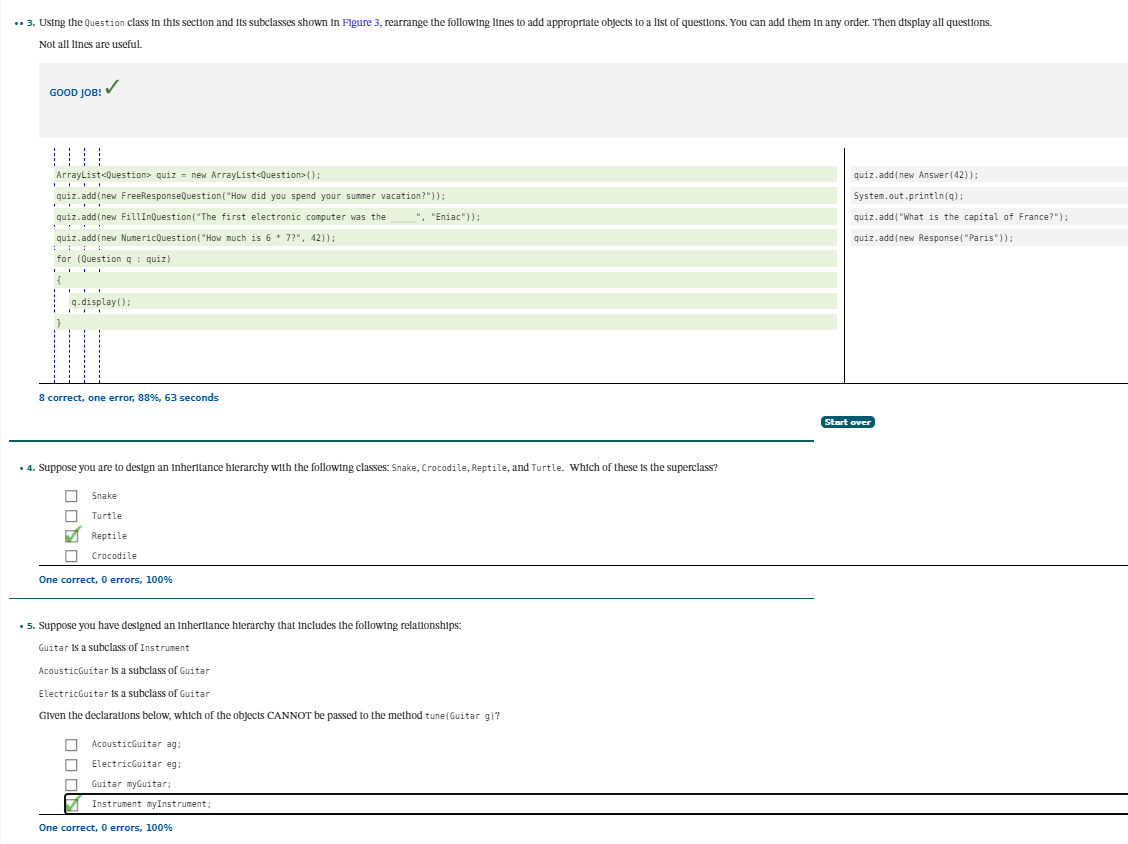 •• 3. Using the Question class in this section and its subclasses shown in Figure 3, rearrange the following lines to add appropriate objects to a list of questions. You can add them in any order. Then display all questions.
Not all lines are useful.
GOOD JOB!
ArrayList<Question> quiz = new ArrayList<Question>();
quiz.add(new FreeResponseQuestion("How did you spend your summer vacation?"));
quiz.add(new FillInQuestion("The first electronic computer was the _____", "Eniac"));
quiz.add(new NumericQuestion("How much is 6 * 7?", 42));
for (Question q : quiz)
{
q.display();
}
quiz.add(new Answer(42));
System.out.println(q);
quiz.add("What is the capital of France?");
quiz.add(new Response("Paris"));
8 correct, one error, 88%, 63 seconds
Start over
• 4. Suppose you are to design an inheritance hierarchy with the following classes: Snake, Crocodile, Reptile, and Turtle. Which of these is the superclass?
Snake
Turtle
Reptile
Crocodile
One correct, 0 errors, 100%
• 5. Suppose you have designed an inheritance hierarchy that includes the following relationships:
Guitar is a subclass of Instrument
AcousticGuitar is a subclass of Guitar
ElectricGuitar is a subclass of Guitar
Given the declarations below, which of the objects CANNOT be passed to the method tune(Guitar g)?
AcousticGuitar ag;
ElectricGuitar eg;
Guitar myGuitar;
Instrument myInstrument;
One correct, 0 errors, 100%